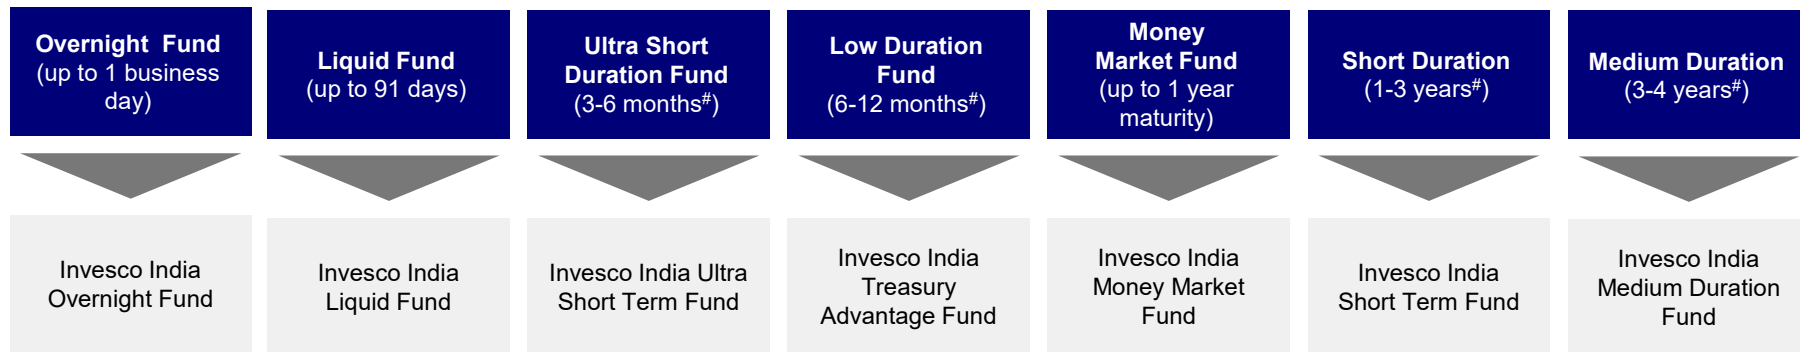 Overnight  Fund
(up to 1 business
day)
Liquid Fund
(up to 91 days)
Ultra Short
Duration Fund
(3-6 months#)
Low Duration
Fund
(6-12 months#)
Money
Market Fund
(up to 1 year
maturity)
Short Duration
(1-3 years#)
Medium Duration
(3-4 years#)
Invesco India
Overnight Fund
Invesco India
Liquid Fund
Invesco India Ultra
Short Term Fund
Invesco India
Treasury
Advantage Fund
Invesco India
Money Market
Fund
Invesco India
Short Term Fund
Invesco India
Medium Duration
Fund